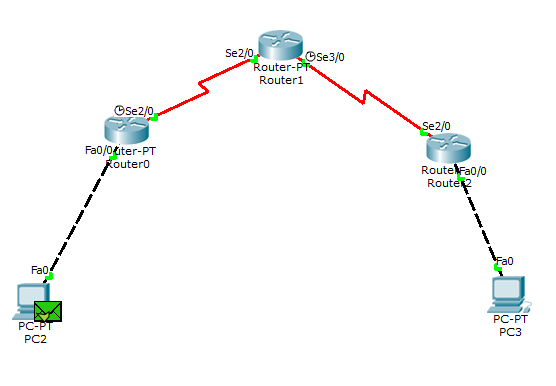 Se2/0
Se3/0
Router-PT
Router1
Se2/0
Fa0/0
Router-PT
Router0
Se2/0
Fa0/0
Router2
Fa0
PC-PT
PC2
Fa0
PC-PT
PC3